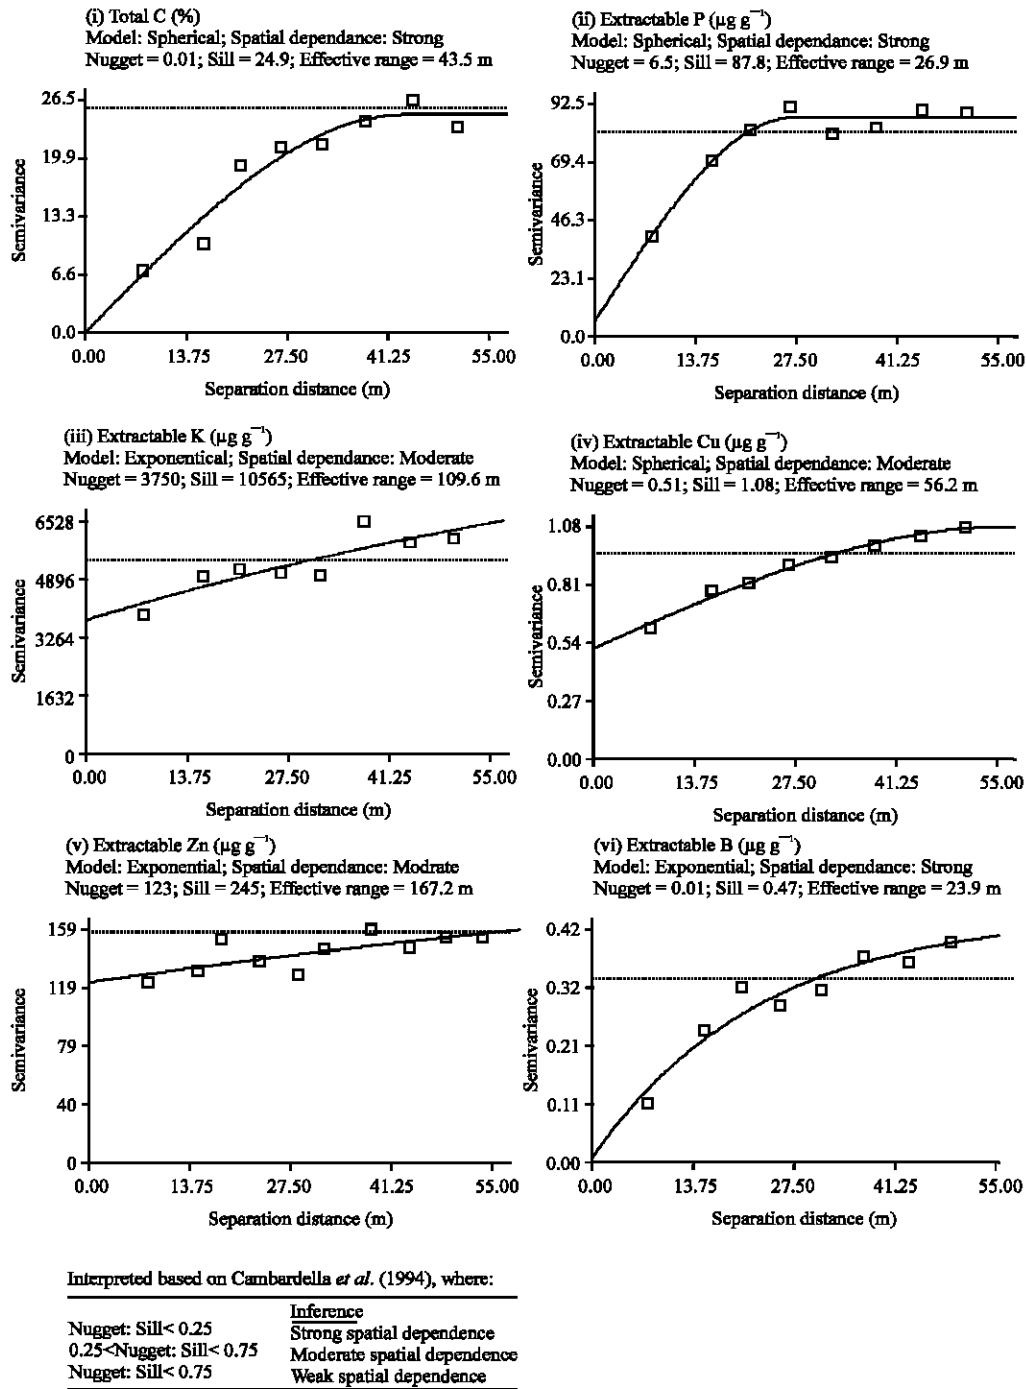 (i) Total C (%)
Model: Spherical; Spatial dependance: Strong
Nugget = 0.01; Sill = 24.9; Effective range = 43.5 m
26.5
19.9
13.3
6.6
0.0
Semivariance
0.00 13.75 27.50 41.25 55.00
Separation distance (m)
(ii) Extractable P (µg g⁻¹)
Model: Spherical, Spatial dependance: Strong
Nugget = 6.5; Sill = 87.8; Effective range = 26.9 m
92.5
69.4
46.3
23.1
0.0
Semivariance
0.00 13.75 27.50 41.25 55.00
Separation distance (m)
(iii) Extractable K (µg g⁻¹)
Model: Exponentical; Spatial dependance: Moderate
Nugget = 3750; Sill = 10565; Effective range = 109.6 m
6528
4896
3264
1632
0
Semivariance
0.00 13.75 27.50 41.25 55.00
Separation distance (m)
(iv) Extractable Cu (µg g⁻¹)
Model: Spherical; Spatial dependance: Moderate
Nugget = 0.51; Sill = 1.08; Effective range = 56.2 m
1.08
0.81
0.54
0.27
0.00
Semivariance
0.00 13.75 27.50 41.25 55.00
Separation distance (m)
(v) Extractable Zn (µg g⁻¹)
Model: Exponential; Spatial dependance: Modrate
Nugget = 123; Sill = 245; Effective range = 167.2 m
159
119
79
40
0
Semivariance
0.00 13.75 27.50 41.25 55.00
Separation distance (m)
(vi) Extractable B (µg g⁻¹)
Model: Exponential; Spatial dependance: Strong
Nugget = 0.01; Sill = 0.47; Effective range = 23.9 m
0.42
0.32
0.21
0.11
0.00
Semivariance
0.00 13.75 27.50 41.25 55.00
Separation distance (m)
Interpreted based on Cambardella et al. (1994), where:
Inference
Nugget: Sill< 0.25 Strong spatial dependence
0.25<Nugget: Sill< 0.75 Moderate spatial dependence
Nugget: Sill< 0.75 Weak spatial dependence